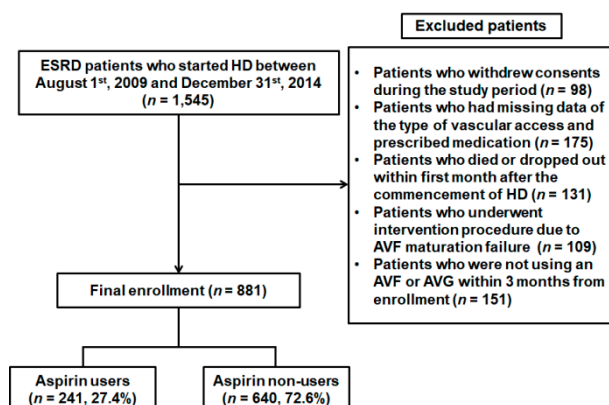 Excluded patients
ESRD patients who started HD between
August 1st, 2009 and December 31st, 2014
(n = 1,545)
• Patients who withdrew consents
during the study period (n = 98)
• Patients who had missing data of
the type of vascular access and
prescribed medication (n = 175)
• Patients who died or dropped out
within first month after the
commencement of HD (n = 131)
• Patients who underwent
intervention procedure due to
AVF maturation failure (n = 109)
• Patients who were not using an
AVF or AVG within 3 months from
enrollment (n = 151)
Final enrollment (n = 881)
Aspirin users
(n = 241, 27.4%)
Aspirin non-users
(n = 640, 72.6%)